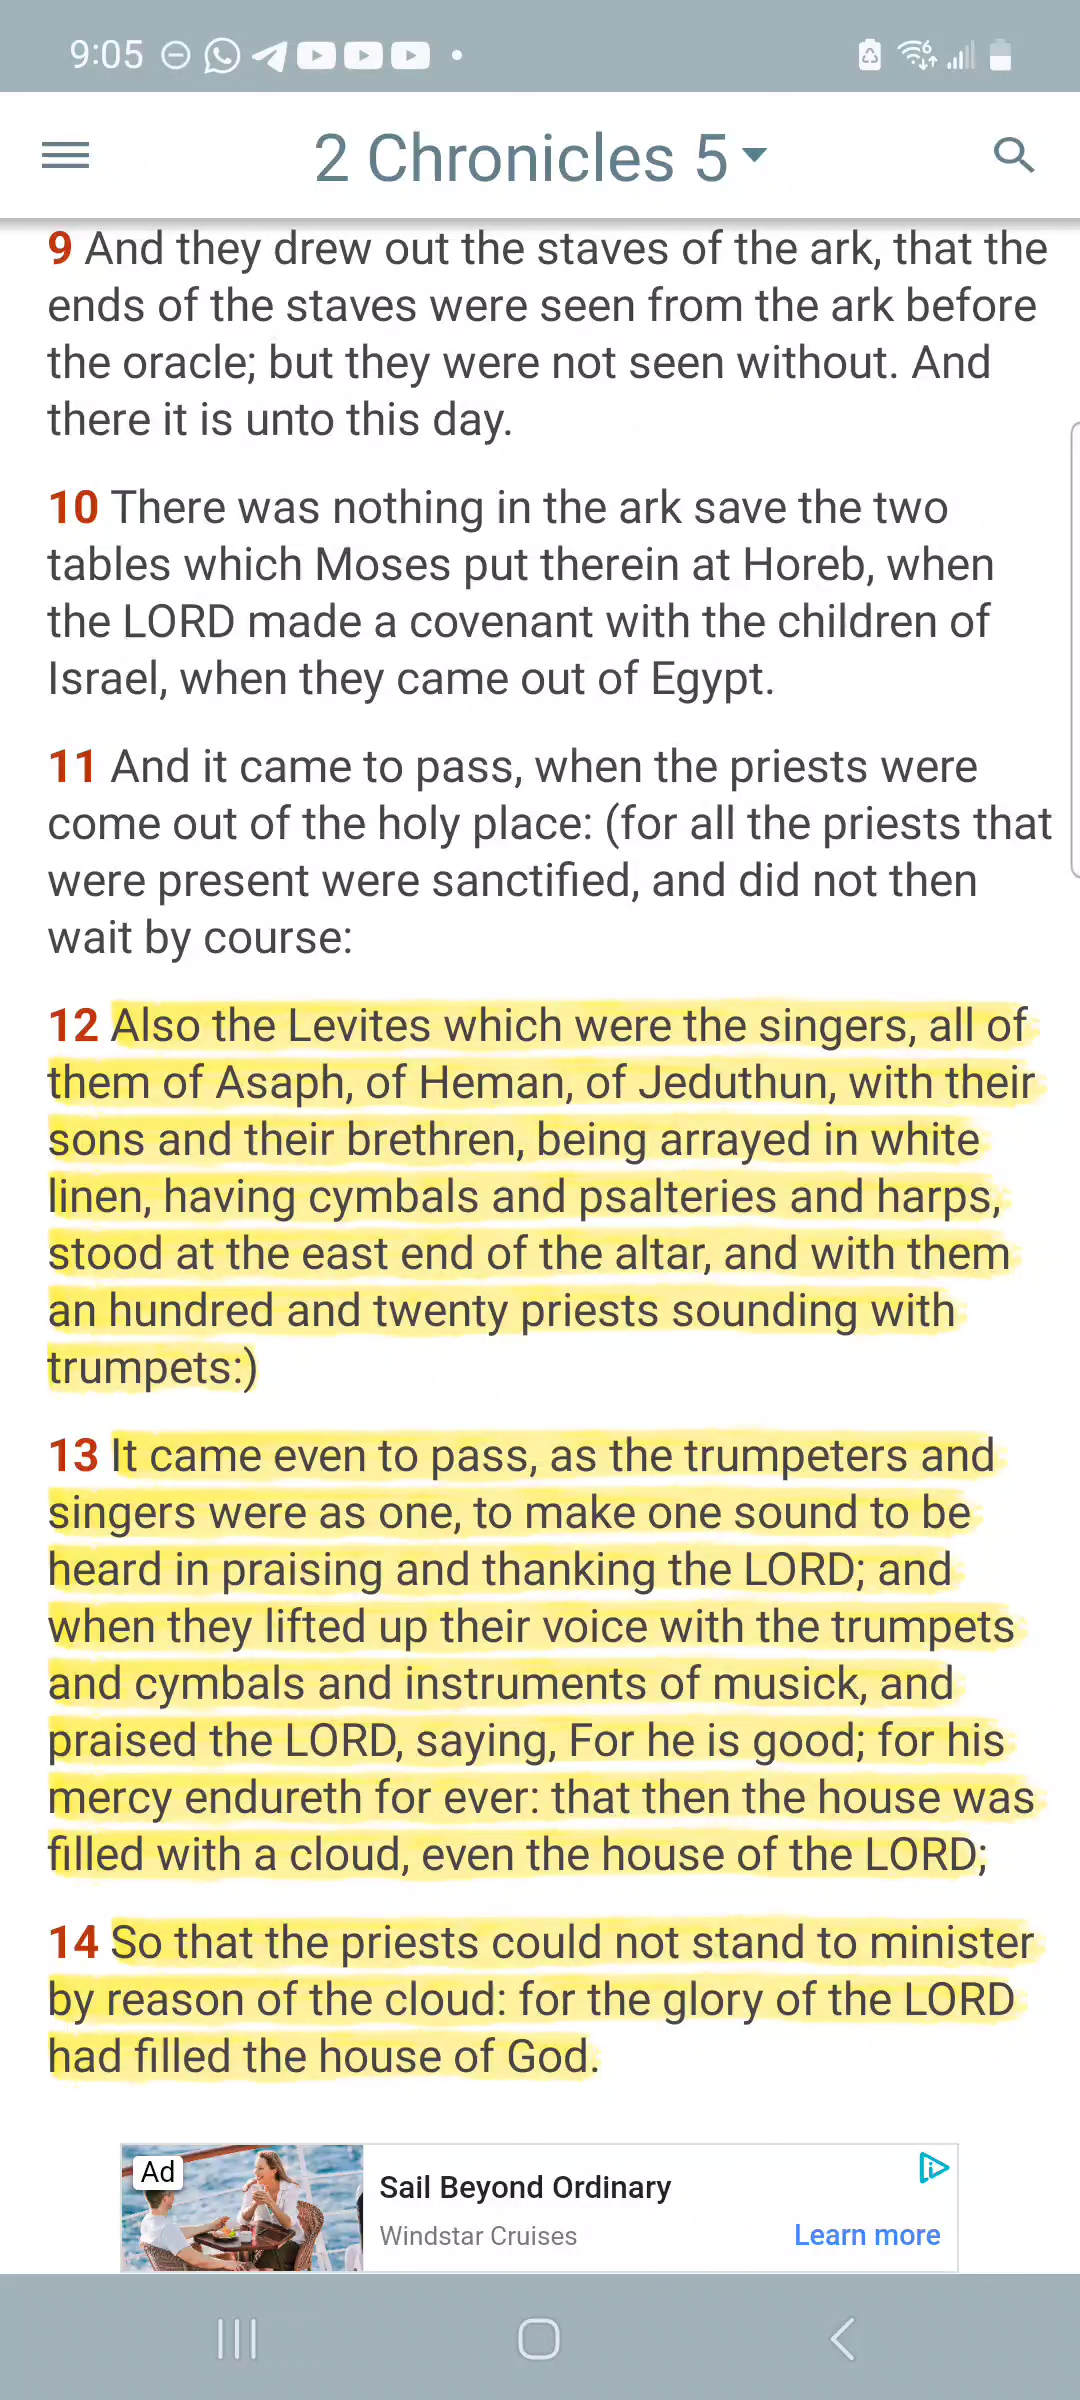 9:05
2 Chronicles 5
9 And they drew out the staves of the ark, that the
ends of the staves were seen from the ark before
the oracle; but they were not seen without. And
there it is unto this day.
10 There was nothing in the ark save the two
tables which Moses put therein at Horeb, when
the LORD made a covenant with the children of
Israel, when they came out of Egypt.
11 And it came to pass, when the priests were
come out of the holy place: (for all the priests that
were present were sanctified, and did not then
wait by course:
12 Also the Levites which were the singers, all of
them of Asaph, of Heman, of Jeduthun, with their
sons and their brethren, being arrayed in white
linen, having cymbals and psalteries and harps,
stood at the east end of the altar, and with them
an hundred and twenty priests sounding with
trumpets:)
13 It came even to pass, as the trumpeters and
singers were as one, to make one sound to be
heard in praising and thanking the LORD; and
when they lifted up their voice with the trumpets
and cymbals and instruments of musick, and
praised the LORD, saying, For he is good; for his
mercy endureth for ever: that then the house was
filled with a cloud, even the house of the LORD;
14 So that the priests could not stand to minister
by reason of the cloud: for the glory of the LORD
had filled the house of God.
Ad
Sail Beyond Ordinary
Windstar Cruises
Learn more